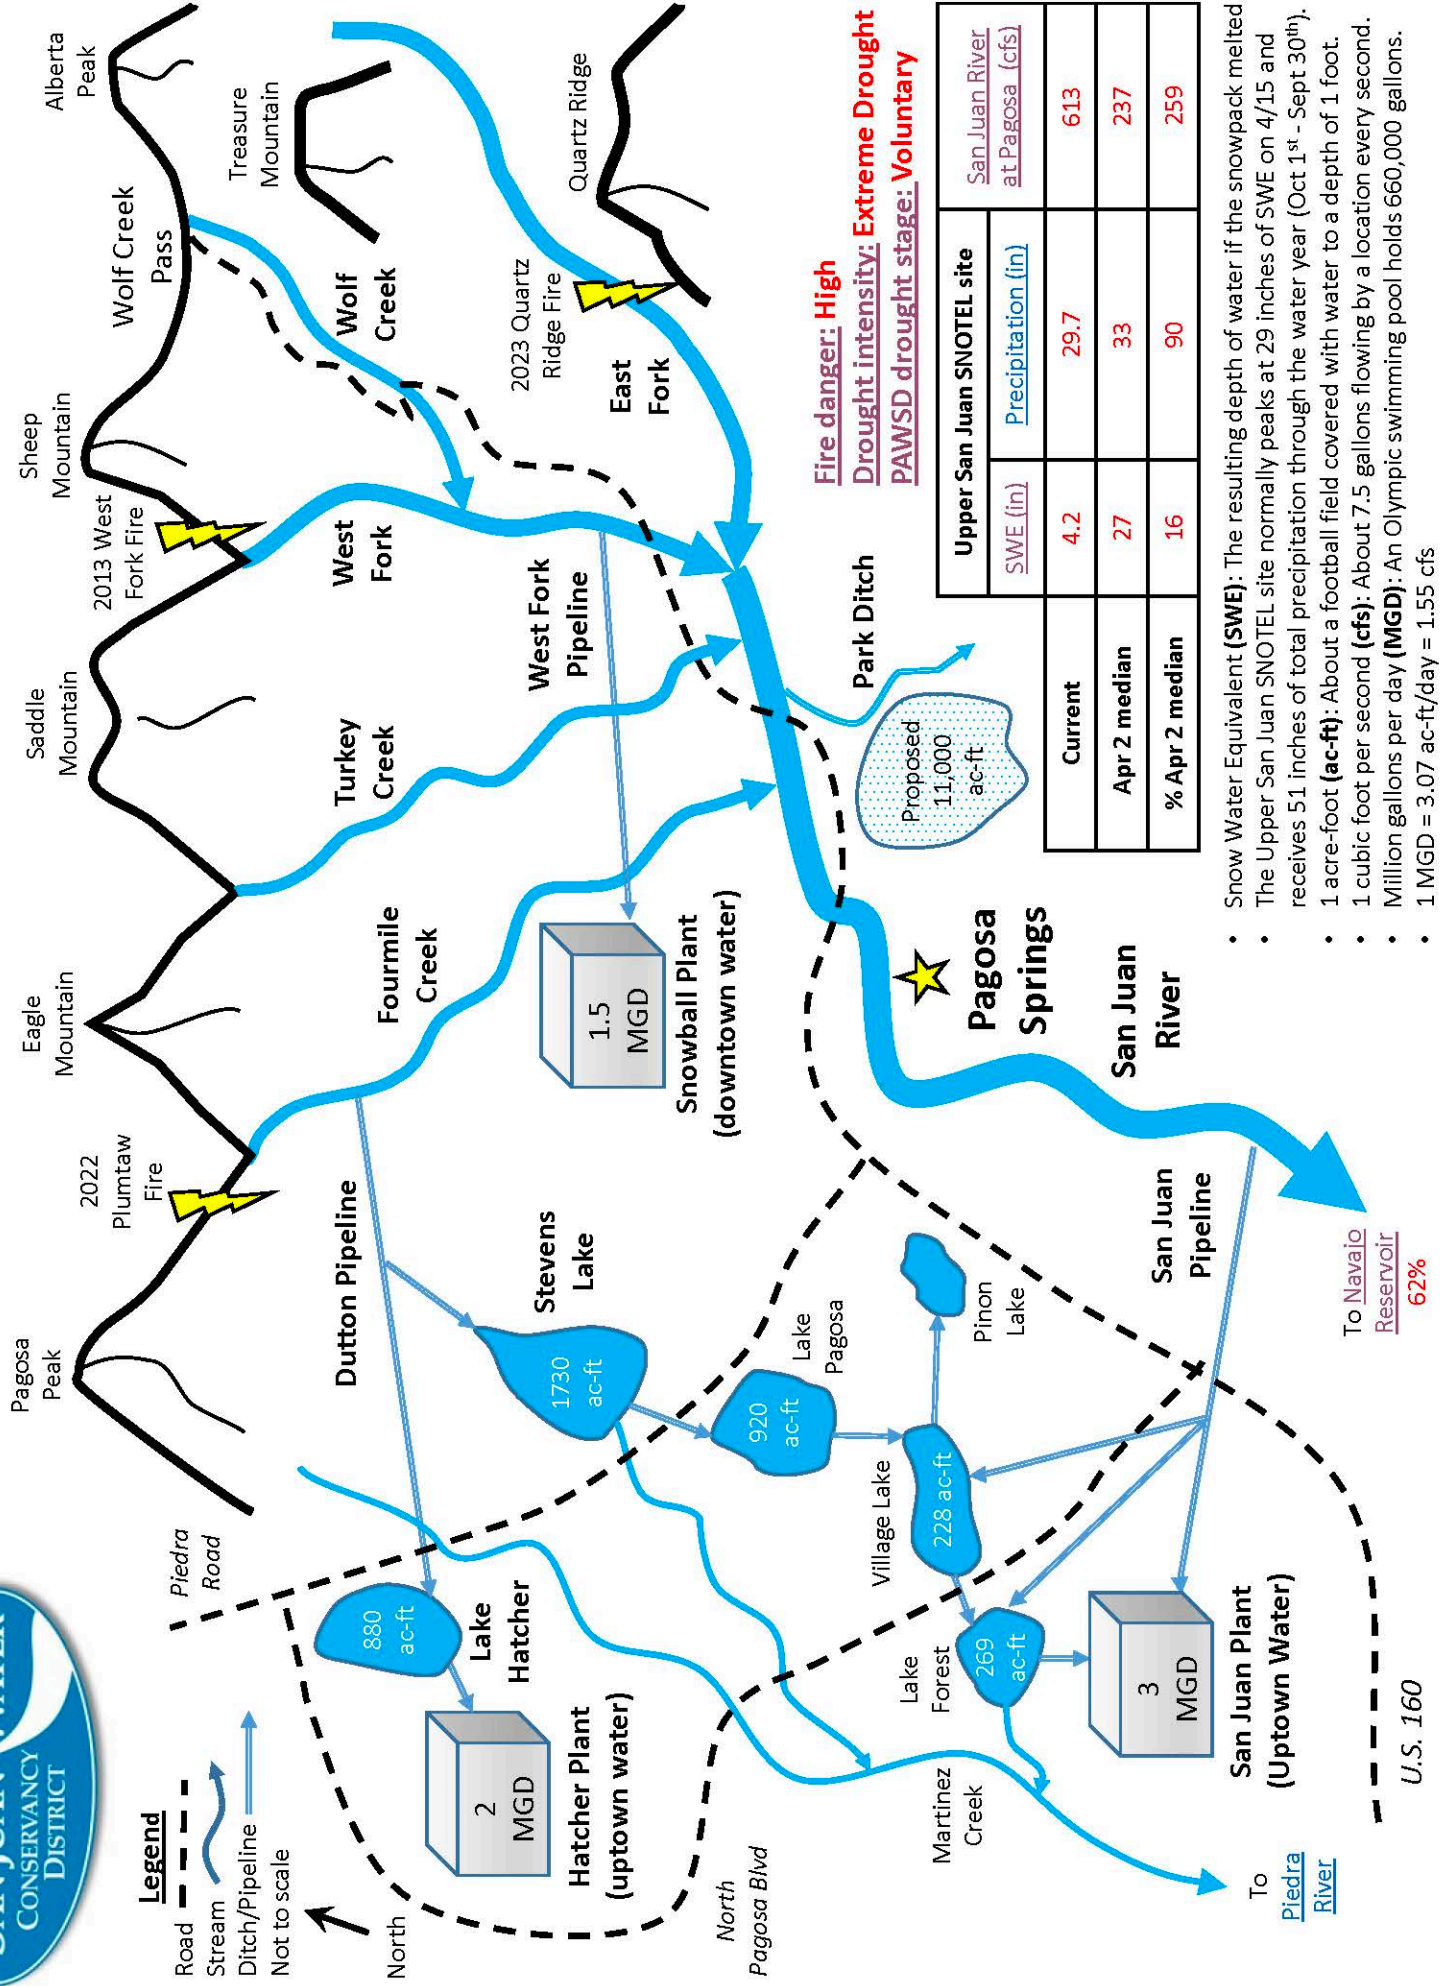 SAN JUAN WATER
CONSERVANCY
DISTRICT
Legend
Road
Stream
Ditch/Pipeline
Not to scale
North
Piedra
Road
Pagosa
Peak
2022
Plumtaw
Fire
Eagle
Mountain
Saddle
Mountain
2013 West
Fork Fire
Sheep
Mountain
Wolf Creek
Pass
Alberta
Peak
Treasure
Mountain
Quartz Ridge
2023 Quartz
Ridge Fire
Wolf
Creek
West
Fork
East
Fork
Turkey
Creek
Fourmile
Creek
West Fork
Pipeline
Dutton Pipeline
Stevens
Lake
1730
ac-ft
880
ac-ft
Lake
Hatcher
2
MGD
Hatcher Plant
(uptown water)
1.5
MGD
Snowball Plant
(downtown water)
Lake
Pagosa
920
ac-ft
Village Lake
228 ac-ft
Pinon
Lake
Lake
Forest
269
ac-ft
3
MGD
San Juan Plant
(Uptown Water)
North
Pagosa Blvd
Martinez
Creek
To
Piedra
River
U.S. 160
San Juan
Pipeline
To Navajo
Reservoir
62%
San Juan
River
Pagosa
Springs
Park Ditch
Proposed
11,000
ac-ft
Fire danger: High
Drought intensity: Extreme Drought
PAWSD drought stage: Voluntary
Upper San Juan SNOTEL site
San Juan River
at Pagosa (cfs)
SWE (in) Precipitation (in)
Current 4.2 29.7 613
Apr 2 median 27 33 237
% Apr 2 median 16 90 259
• Snow Water Equivalent (SWE): The resulting depth of water if the snowpack melted
• The Upper San Juan SNOTEL site normally peaks at 29 inches of SWE on 4/15 and
receives 51 inches of total precipitation through the water year (Oct 1st - Sept 30th).
• 1 acre-foot (ac-ft): About a football field covered with water to a depth of 1 foot.
• 1 cubic foot per second (cfs): About 7.5 gallons flowing by a location every second.
• Million gallons per day (MGD): An Olympic swimming pool holds 660,000 gallons.
• 1 MGD = 3.07 ac-ft/day = 1.55 cfs